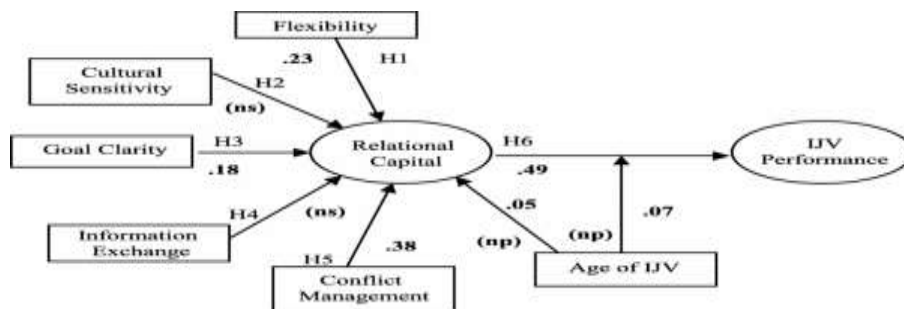 Flexibility
.23
H1
Cultural
Sensitivity
H2
(ns)
Goal Clarity
H3
.18
Relational
Capital
H6
.49
IJV
Performance
H4
(ns)
Information
Exchange
H5
.38
Conflict
Management
.05
(np)
(np)
.07
Age of IJV